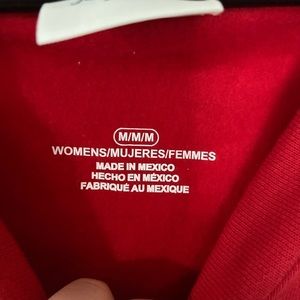 M/M/M
WOMENS/MUJERES/FEMMES
MADE IN MEXICO
HECHO EN MÉXICO
FABRIQUÉ AU MEXIQUE